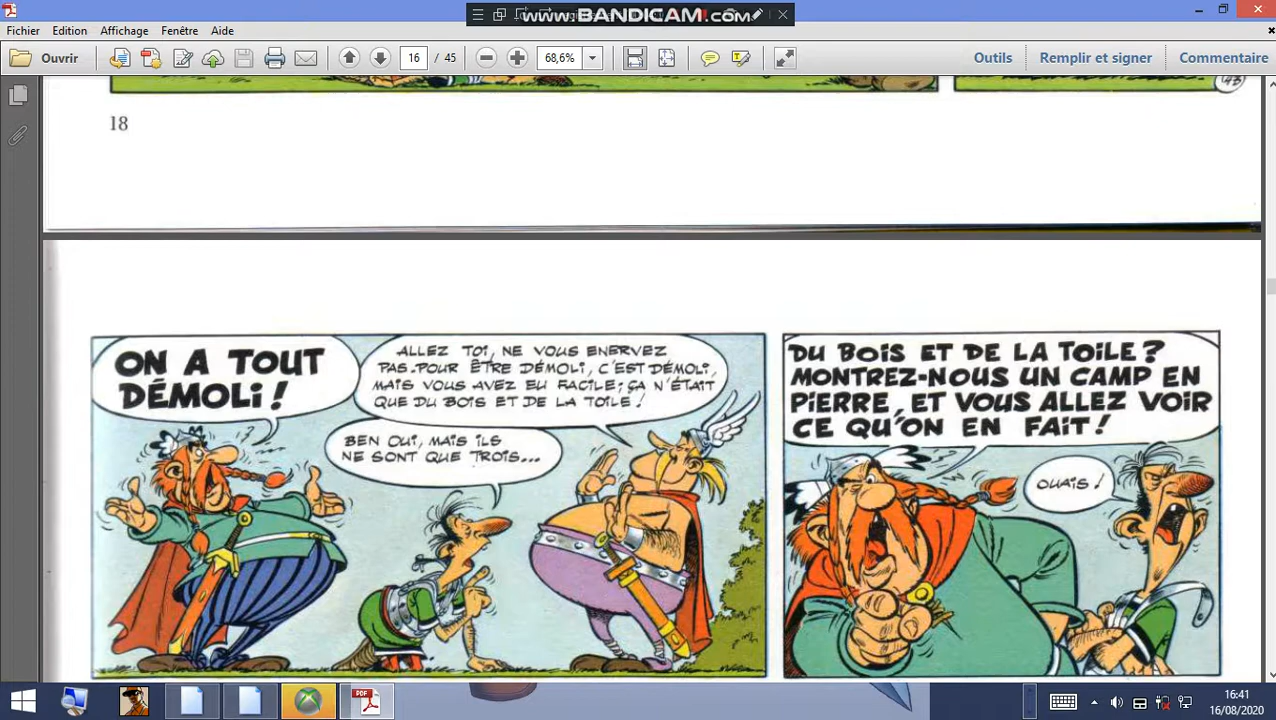 www.BANDICAM.COM
Fichier Edition Affichage Fenêtre Aide
Ouvrir
16 / 45
68,6%
Outils
Remplir et signer
Commentaire
18
ON A TOUT
DÉMOLI !
ALLEZ TOI, NE VOUS ENERVEZ
PAS. POUR ÊTRE DÉMOLI, C'EST DÉMOLI,
MAIS VOUS AVEZ EU FACILE ; ÇA N'ÉTAIT
QUE DU BOIS ET DE LA TOILE !
BEN OUI, MAIS ILS
NE SONT QUE TROIS...
DU BOIS ET DE LA TOILE ?
MONTREZ-NOUS UN CAMP EN
PIERRE, ET VOUS ALLEZ VOIR
CE QU'ON EN FAIT !
OUAIS !
PDF
16:41
16/08/2020